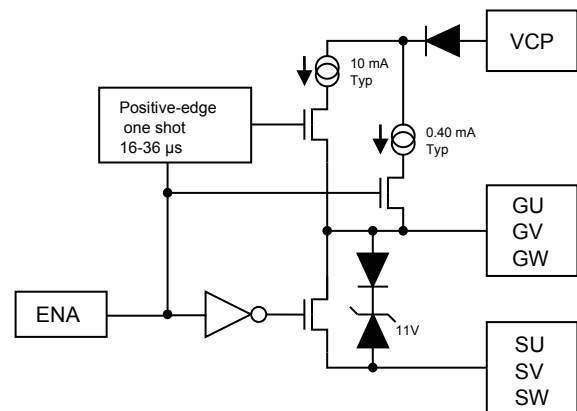 10 mA
Typ
VCP
Positive-edge
one shot
16-36 µs
0.40 mA
Typ
GU
GV
GW
ENA
11V
SU
SV
SW